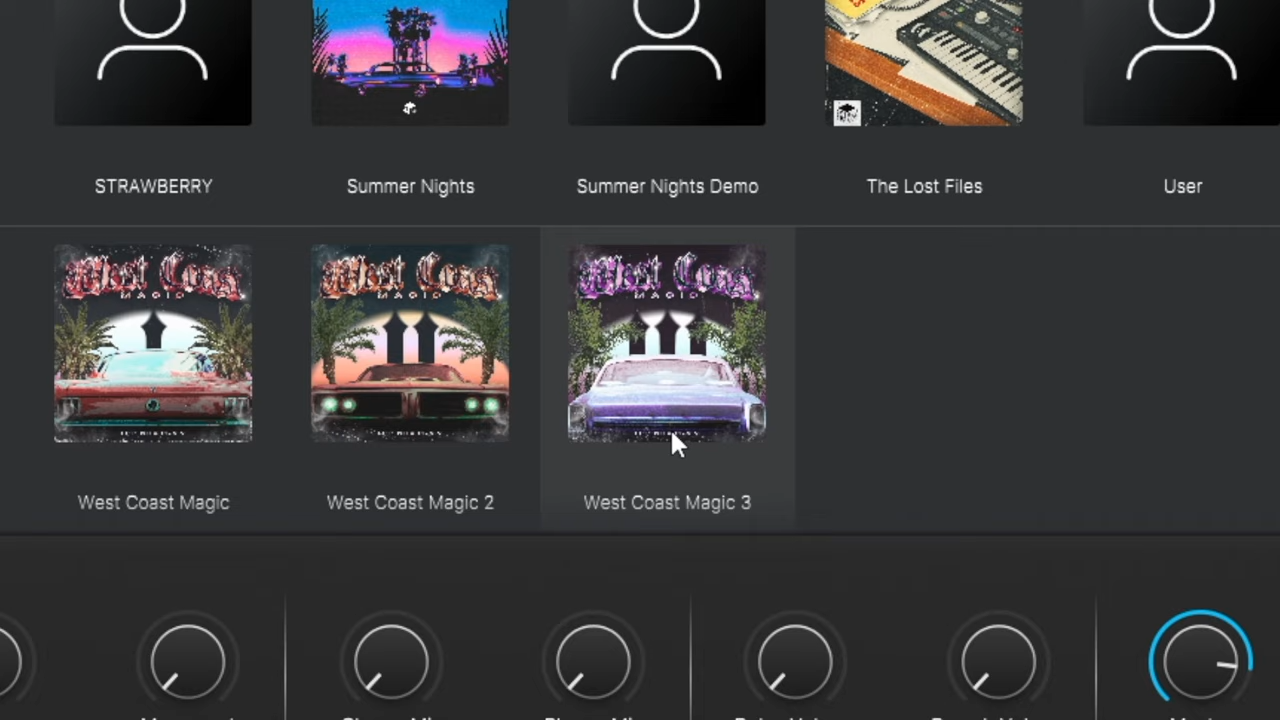 STRAWBERRY
Summer Nights
Summer Nights Demo
The Lost Files
User
West Coast
MAGIC
West Coast
MAGIC
West Coast
MAGIC
West Coast Magic
West Coast Magic 2
West Coast Magic 3